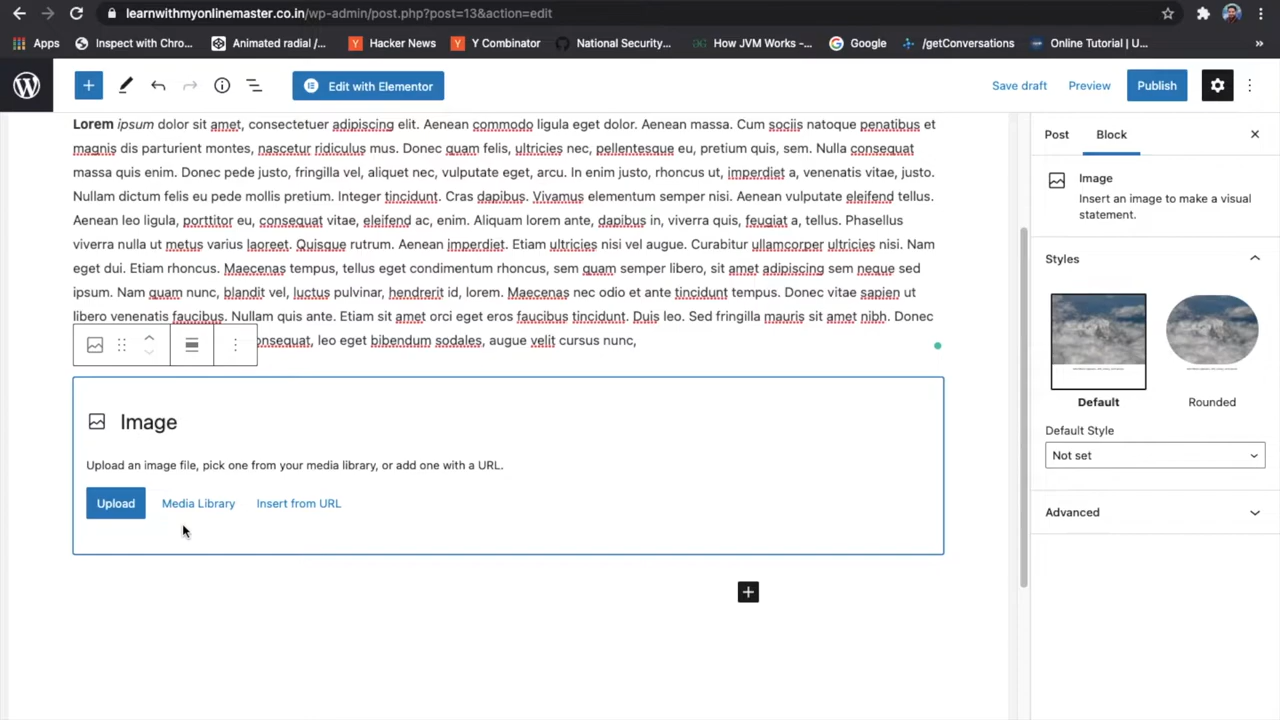 learnwithmyonlinemaster.co.in/wp-admin/post.php?post=13&action=edit
Apps
Inspect with Chro...
Animated radial /...
Hacker News
Y Combinator
National Security...
How JVM Works -...
Google
/getConversations
Online Tutorial | U...
»
Edit with Elementor
Save draft
Preview
Publish
Lorem ipsum dolor sit amet, consectetuer adipiscing elit. Aenean commodo ligula eget dolor. Aenean massa. Cum sociis natoque penatibus et
magnis dis parturient montes, nascetur ridiculus mus. Donec quam felis, ultricies nec, pellentesque eu, pretium quis, sem. Nulla consequat
massa quis enim. Donec pede justo, fringilla vel, aliquet nec, vulputate eget, arcu. In enim justo, rhoncus ut, imperdiet a, venenatis vitae, justo.
Nullam dictum felis eu pede mollis pretium. Integer tincidunt. Cras dapibus. Vivamus elementum semper nisi. Aenean vulputate eleifend tellus.
Aenean leo ligula, porttitor eu, consequat vitae, eleifend ac, enim. Aliquam lorem ante, dapibus in, viverra quis, feugiat a, tellus. Phasellus
viverra nulla ut metus varius laoreet. Quisque rutrum. Aenean imperdiet. Etiam ultricies nisi vel augue. Curabitur ullamcorper ultricies nisi. Nam
eget dui. Etiam rhoncus. Maecenas tempus, tellus eget condimentum rhoncus, sem quam semper libero, sit amet adipiscing sem neque sed
ipsum. Nam quam nunc, blandit vel, luctus pulvinar, hendrerit id, lorem. Maecenas nec odio et ante tincidunt tempus. Donec vitae sapien ut
libero venenatis faucibus. Nullam quis ante. Etiam sit amet orci eget eros faucibus tincidunt. Duis leo. Sed fringilla mauris sit amet nibh. Donec
onsequat, leo eget bibendum sodales, augue velit cursus nunc,
Image
Upload an image file, pick one from your media library, or add one with a URL.
Upload
Media Library
Insert from URL
Post
Block
Image
Insert an image to make a visual
statement.
Styles
Default
Rounded
Default Style
Not set
Advanced